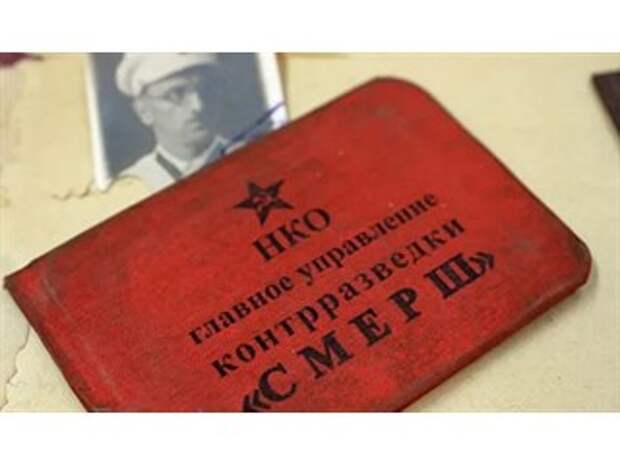 НКО
главное управление
контрразведки
«СМЕРШ»